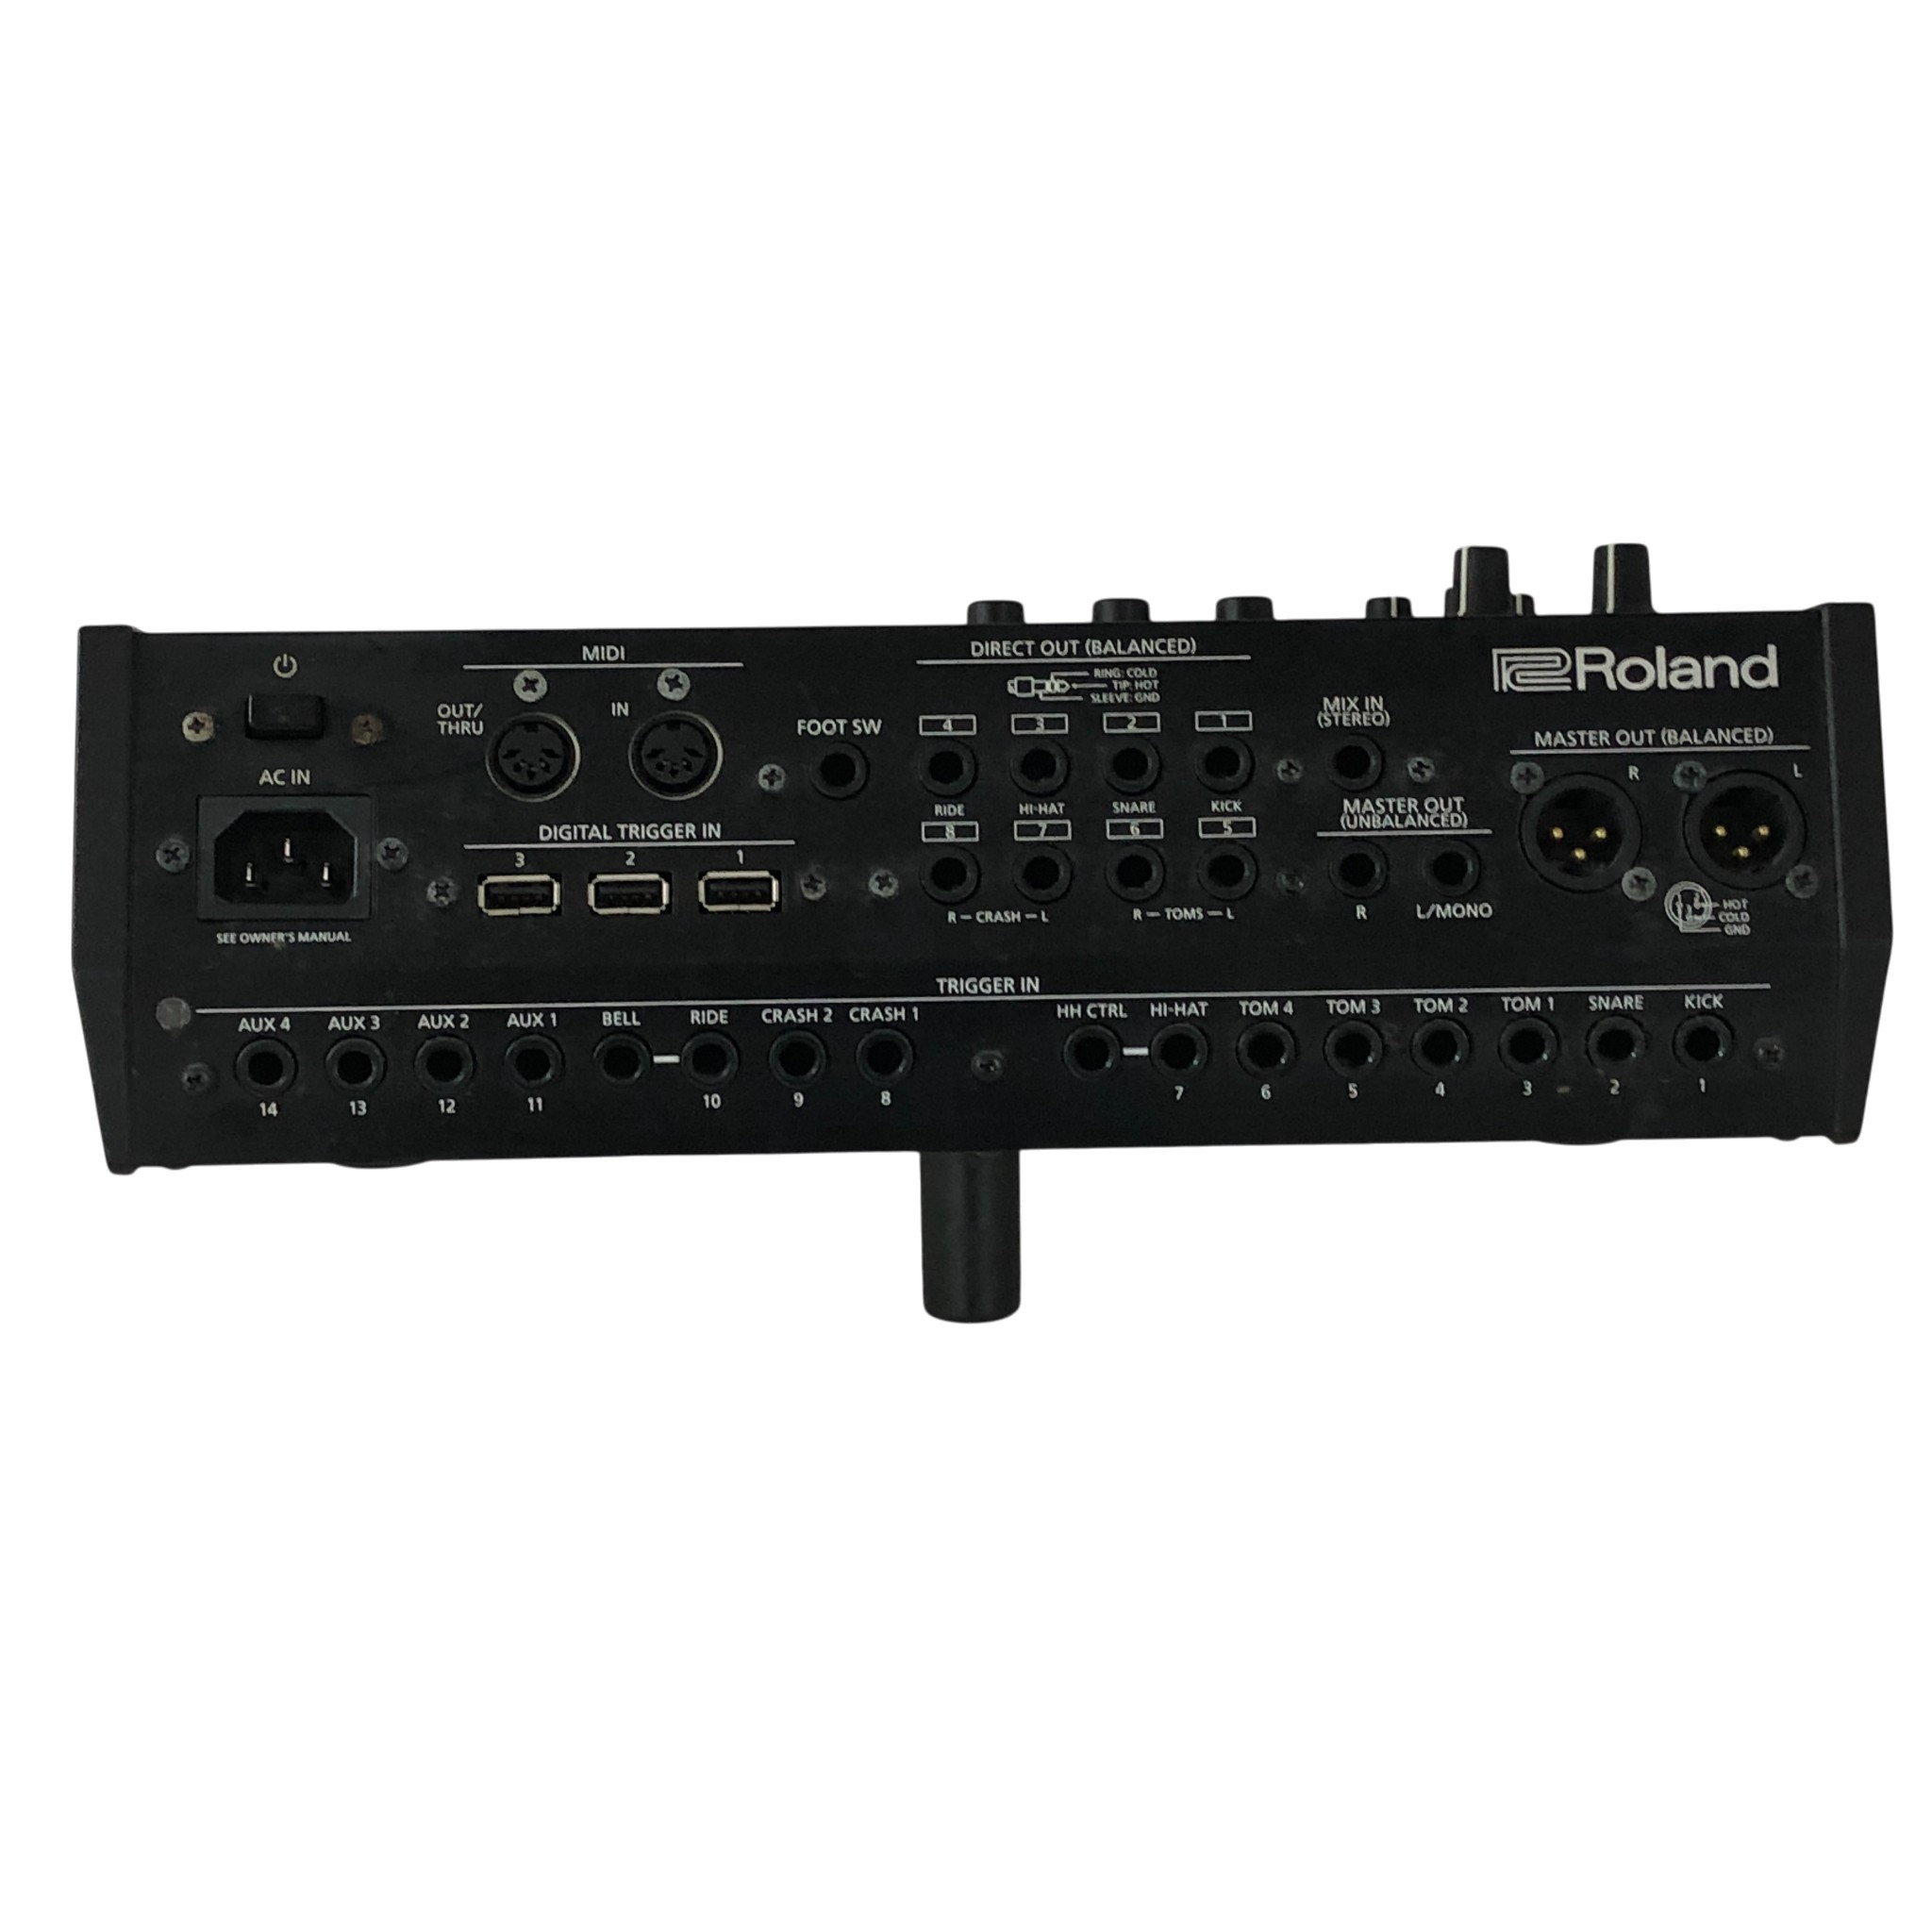 Roland
AC IN
SEE OWNER'S MANUAL
MIDI
OUT/
THRU
IN
DIGITAL TRIGGER IN
3 2 1
FOOT SW
DIRECT OUT (BALANCED)
RING: COLD
TIP: HOT
SLEEVE: GND
4 3 2 1
RIDE HI-HAT SNARE KICK
8 7 6 5
R — CRASH — L R — TOMS — L
MIX IN
(STEREO)
MASTER OUT
(UNBALANCED)
R L/MONO
MASTER OUT (BALANCED)
R L
HOT
COLD
GND
TRIGGER IN
AUX 4 AUX 3 AUX 2 AUX 1 BELL RIDE CRASH 2 CRASH 1 HH CTRL HI-HAT TOM 4 TOM 3 TOM 2 TOM 1 SNARE KICK
14 13 12 11 10 9 8 7 6 5 4 3 2 1